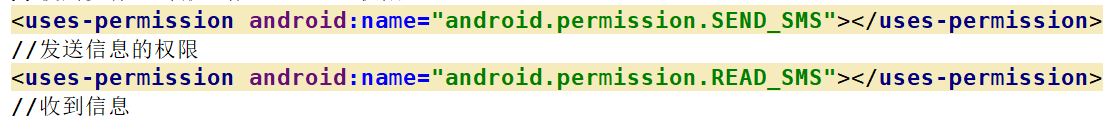 <uses-permission android:name="android.permission.SEND_SMS"></uses-permission>
//发送信息的权限
<uses-permission android:name="android.permission.READ_SMS"></uses-permission>
//收到信息